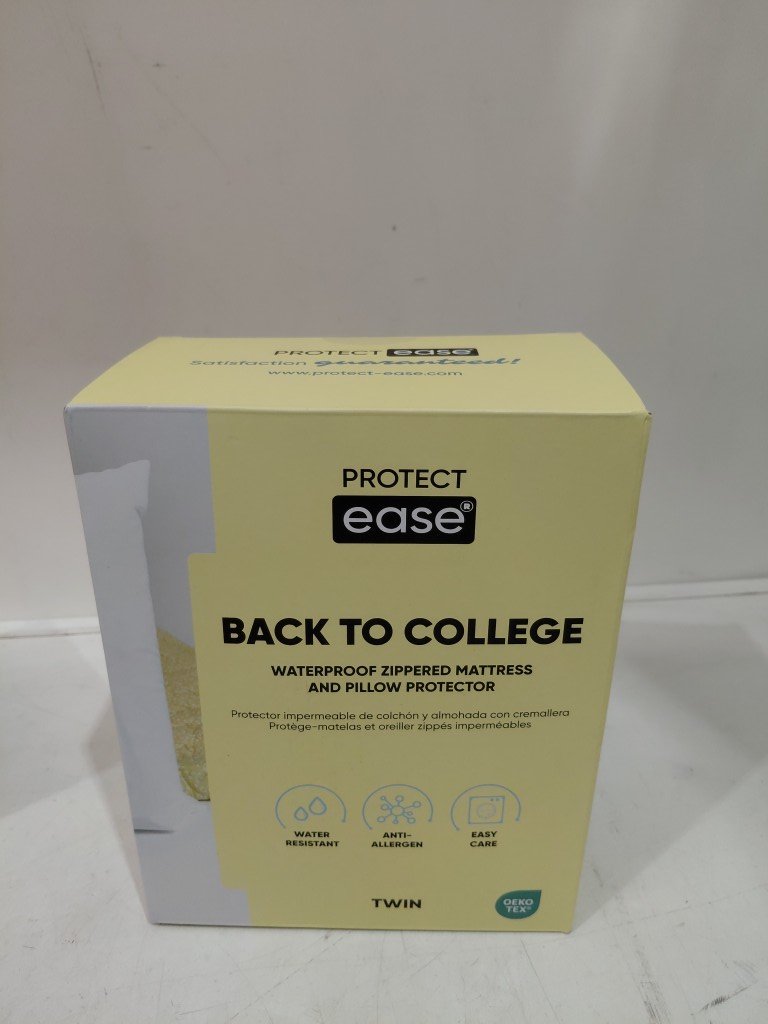 PROTECT ease
Satisfaction guaranteed!
www.protect-ease.com
PROTECT
ease®
BACK TO COLLEGE
WATERPROOF ZIPPERED MATTRESS
AND PILLOW PROTECTOR
Protector impermeable de colchón y almohada con cremallera
Protège-matelas et oreiller zippés imperméables
WATER
RESISTANT
ANTI-
ALLERGEN
EASY
CARE
TWIN
OEKO
TEX®